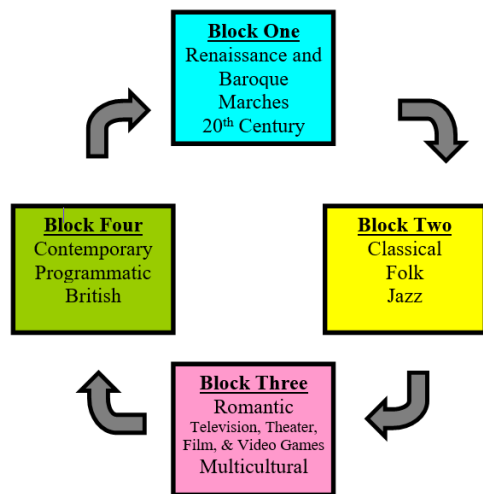 Block One
Renaissance and
Baroque
Marches
20th Century
Block Two
Classical
Folk
Jazz
Block Three
Romantic
Television, Theater,
Film, & Video Games
Multicultural
Block Four
Contemporary
Programmatic
British